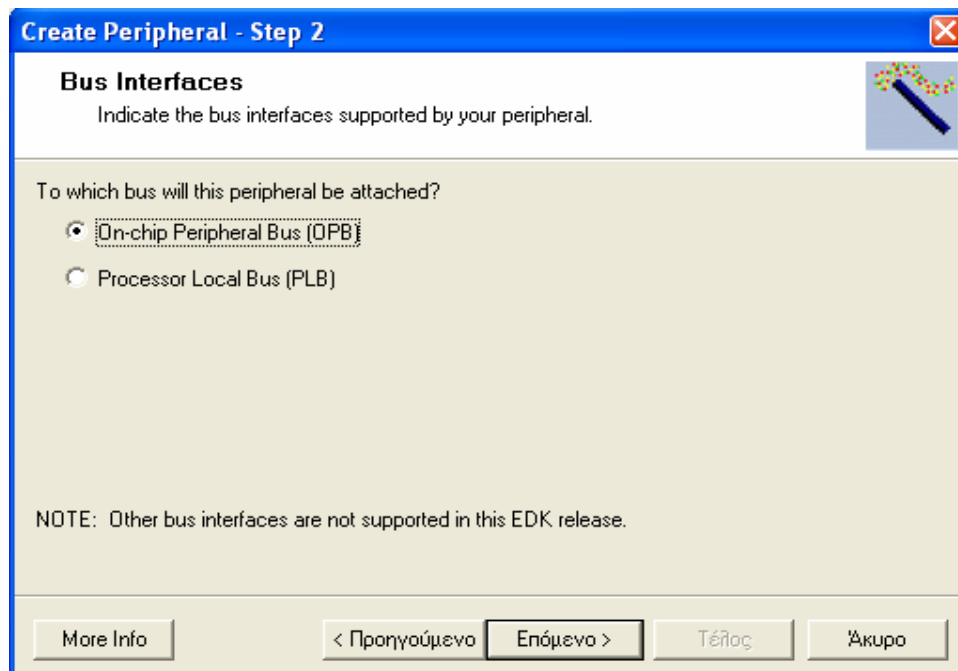 Create Peripheral - Step 2
Bus Interfaces
Indicate the bus interfaces supported by your peripheral.
To which bus will this peripheral be attached?
On-chip Peripheral Bus (OPB)
Processor Local Bus (PLB)
NOTE: Other bus interfaces are not supported in this EDK release.
More Info
< Προηγούμενο
Επόμενο >
Τέλος
Άκυρο